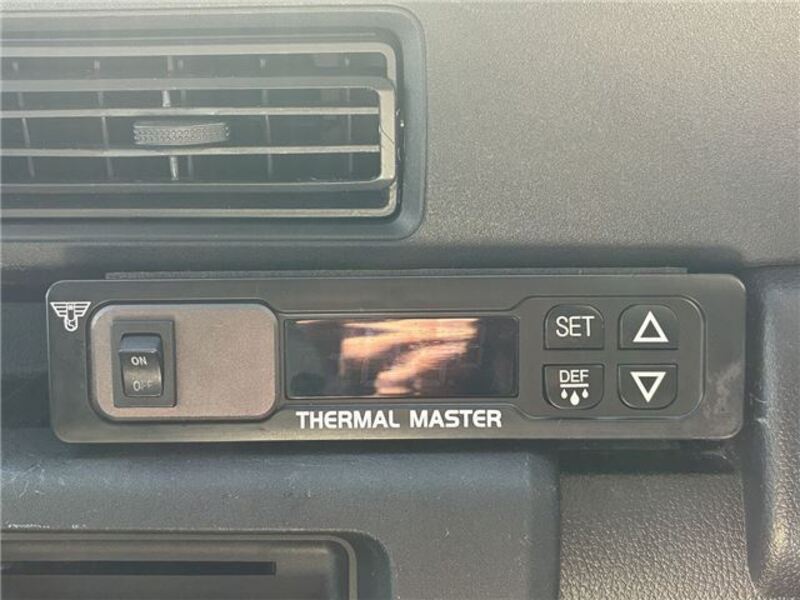 ON
OFF
SET
DEF
THERMAL MASTER